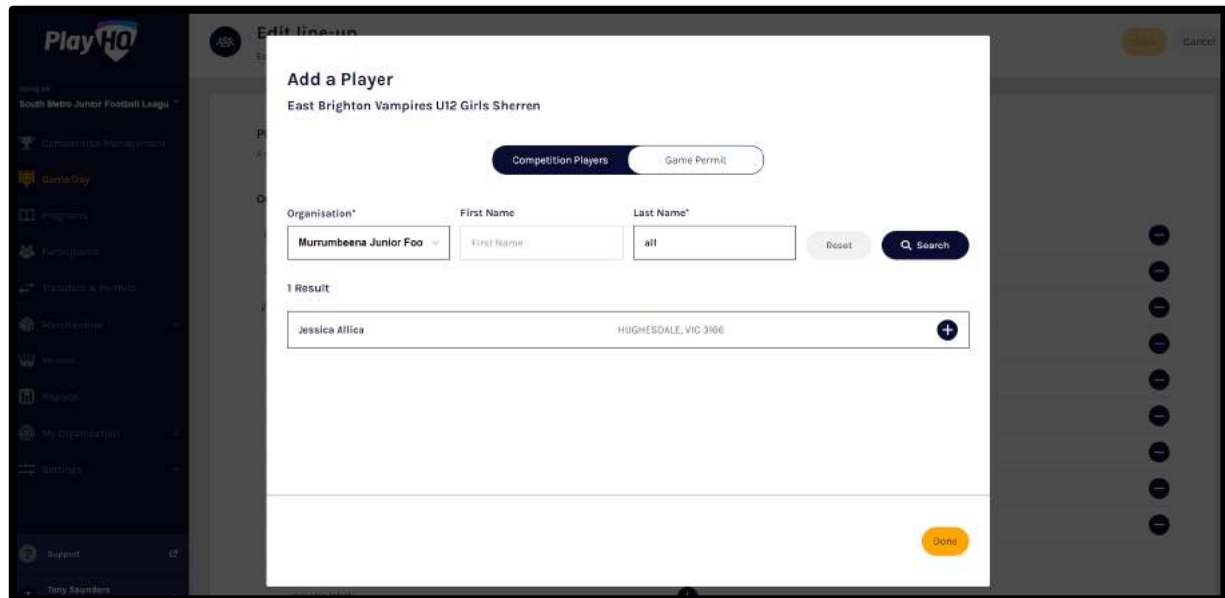 PlayHQ
Edit line-up
Cancel
South Metro Junior Football Leagu
Competition Management
Game Day
Programs
Participants
Transfers & Permits
Merchandise
Venues
Reports
My Organisation
Settings
Support
Tony Saunders
Add a Player
East Brighton Vampires U12 Girls Sherren
Competition Players
Game Permit
Organisation*
First Name
Last Name*
Murrumbeena Junior Foo
First Name
all
Reset
Search
1 Result
Jessica Allica
HUGHESDALE, VIC 3166
Done